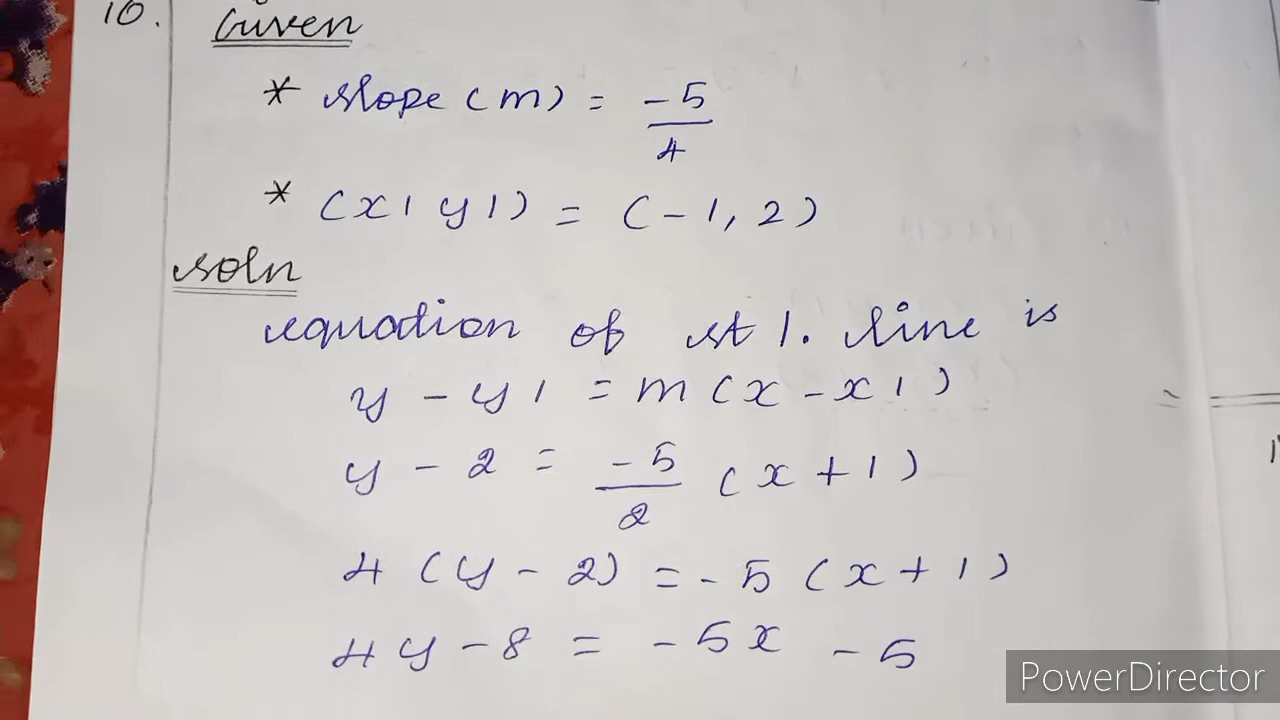 10. Given
* slope (m) = -5/4
* (x1 y1) = (-1, 2)
soln
equation of st l. line is
y - y1 = m (x - x1)
y - 2 = -5/2 (x + 1)
4 (y - 2) = -5 (x + 1)
4y - 8 = -5x - 5
PowerDirector